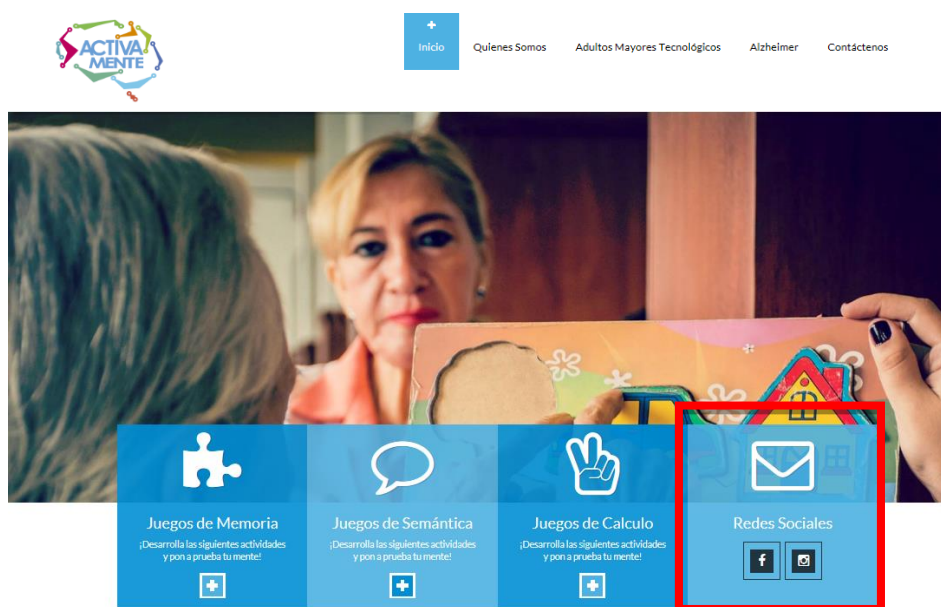 ACTIVA
MENTE
Inicio
Quienes Somos
Adultos Mayores Tecnológicos
Alzheimer
Contáctenos
Juegos de Memoria
¡Desarrolla las siguientes actividades
y pon a prueba tu mente!
Juegos de Semántica
¡Desarrolla las siguientes actividades
y pon a prueba tu mente!
Juegos de Calculo
¡Desarrolla las siguientes actividades
y pon a prueba tu mente!
Redes Sociales